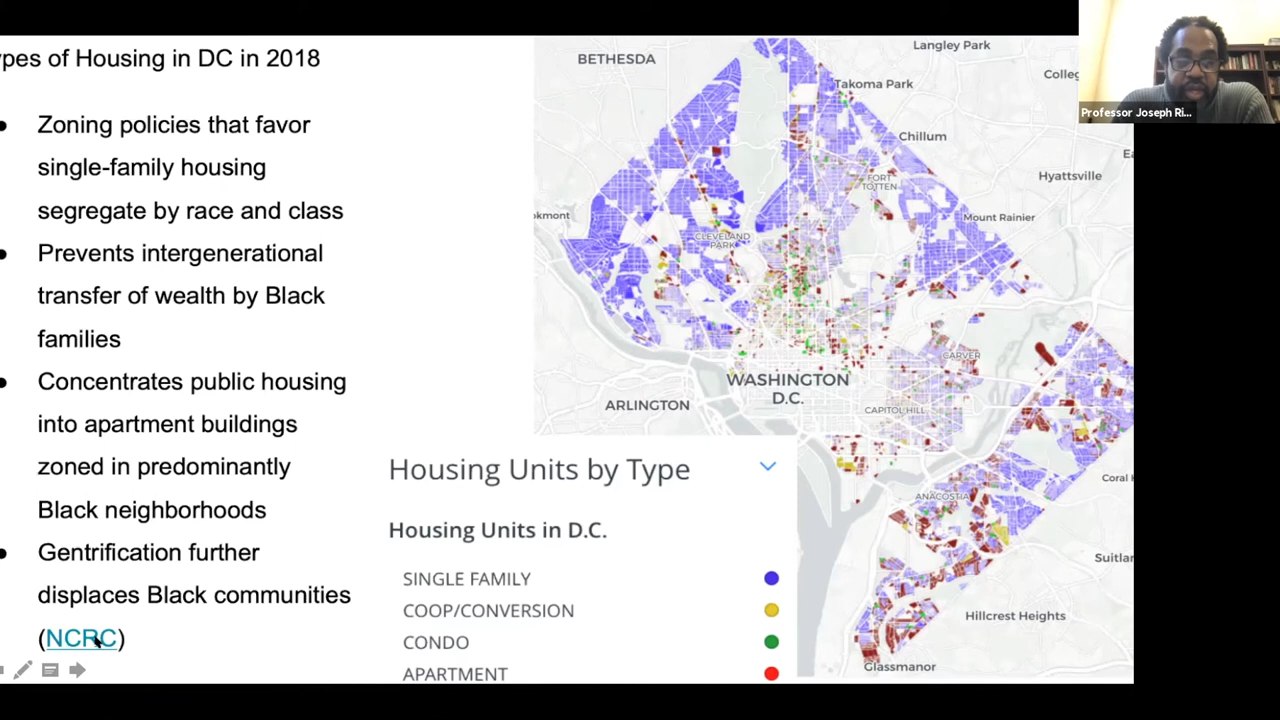 ypes of Housing in DC in 2018
Zoning policies that favor
single-family housing
segregate by race and class
Prevents intergenerational
transfer of wealth by Black
families
Concentrates public housing
into apartment buildings
zoned in predominantly
Black neighborhoods
Gentrification further
displaces Black communities
(NCRC)
BETHESDA
Langley Park
Takoma Park
Colleg
Professor Joseph Ri...
Chillum
Ea
Hyattsville
FORT
TOTTEN
okmont
Mount Rainier
CLEVELAND
PARK
CARVER
WASHINGTON
D.C.
ARLINGTON
CAPITOL HILL
Coral H
ANACOSTIA
Suitla
Hillcrest Heights
Glassmanor
Housing Units by Type
Housing Units in D.C.
SINGLE FAMILY
COOP/CONVERSION
CONDO
APARTMENT